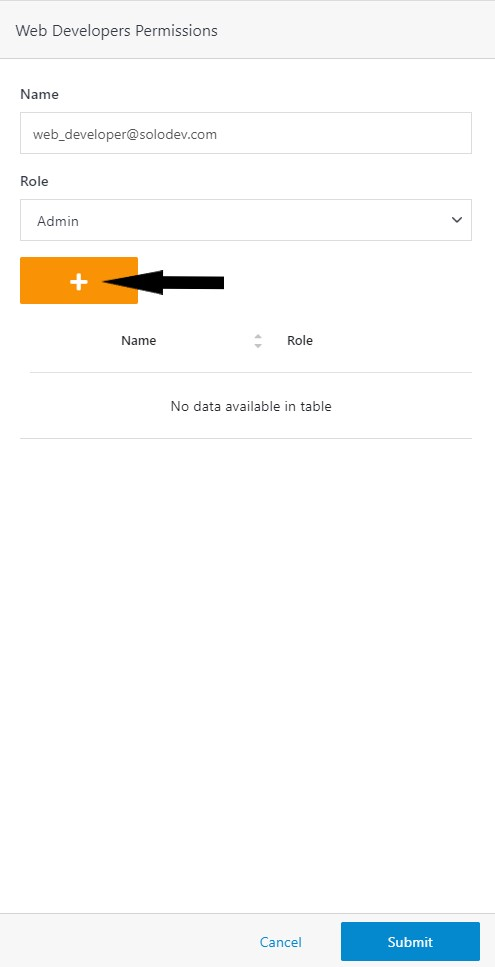 Web Developers Permissions
Name
web_developer@solodev.com
Role
Admin
Name Role
No data available in table
Cancel Submit